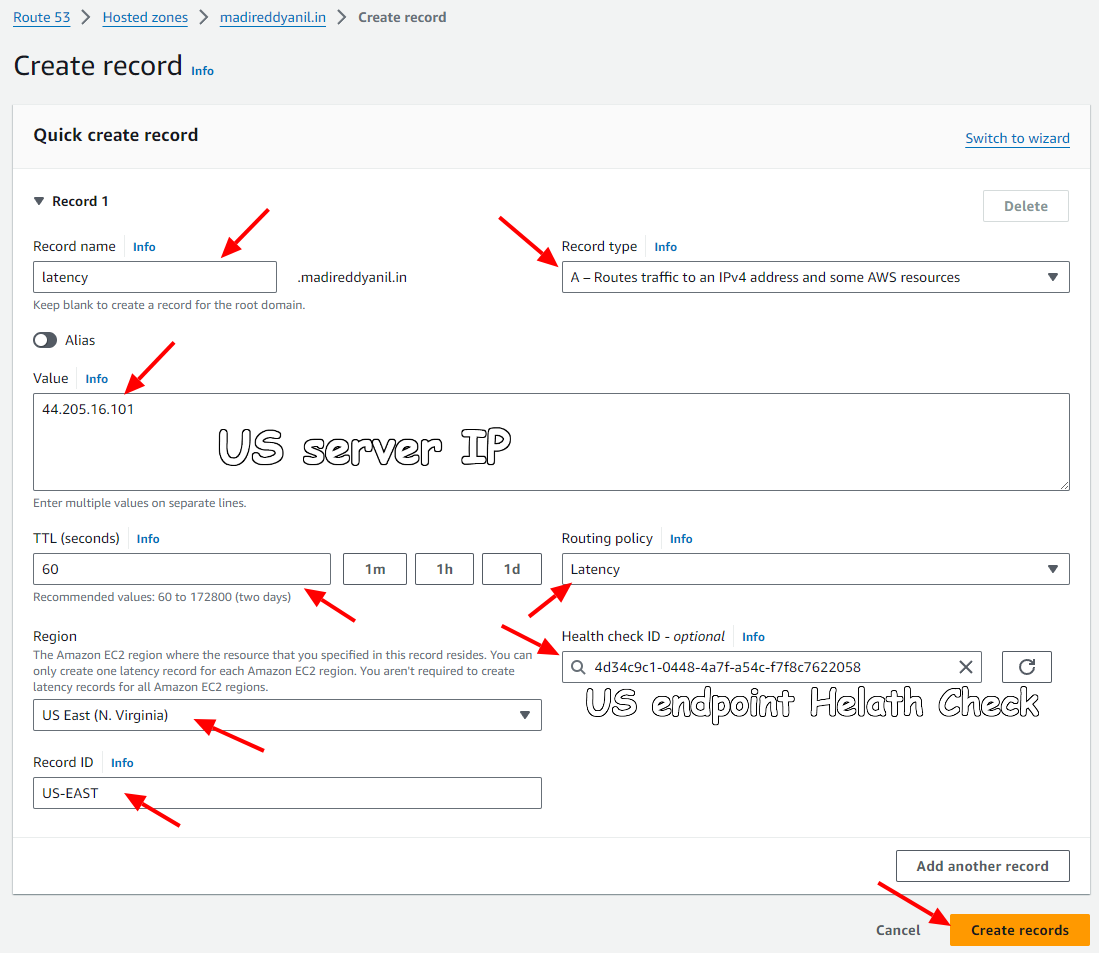 Route 53 > Hosted zones > madireddyanil.in > Create record
Create record Info
Quick create record
Switch to wizard
Record 1
Delete
Record name Info
Record type Info
latency
.madireddyanil.in
A – Routes traffic to an IPv4 address and some AWS resources
Keep blank to create a record for the root domain.
Alias
Value Info
44.205.16.101
US server IP
Enter multiple values on separate lines.
TTL (seconds) Info
Routing policy Info
60
1m
1h
1d
Latency
Recommended values: 60 to 172800 (two days)
Region
The Amazon EC2 region where the resource that you specified in this record resides. You can
only create one latency record for each Amazon EC2 region. You aren't required to create
latency records for all Amazon EC2 regions.
US East (N. Virginia)
Health check ID - optional Info
4d34c9c1-0448-4a7f-a54c-f7f8c7622058
US endpoint Helath Check
Record ID Info
US-EAST
Add another record
Cancel
Create records